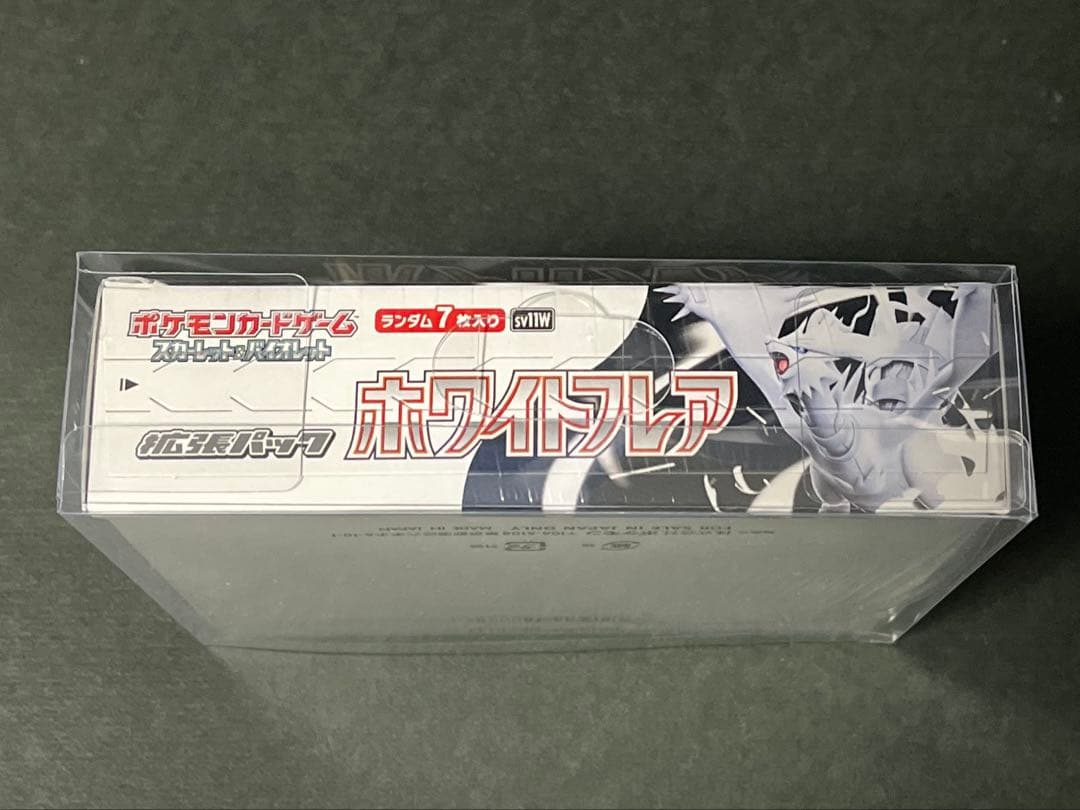 ポケモンカードゲーム
スカーレット&バイオレット
ランダム7枚入り
SV11W
拡張パック
ホワイトフレア
FOR SALE IN JAPAN ONLY MADE IN JAPAN